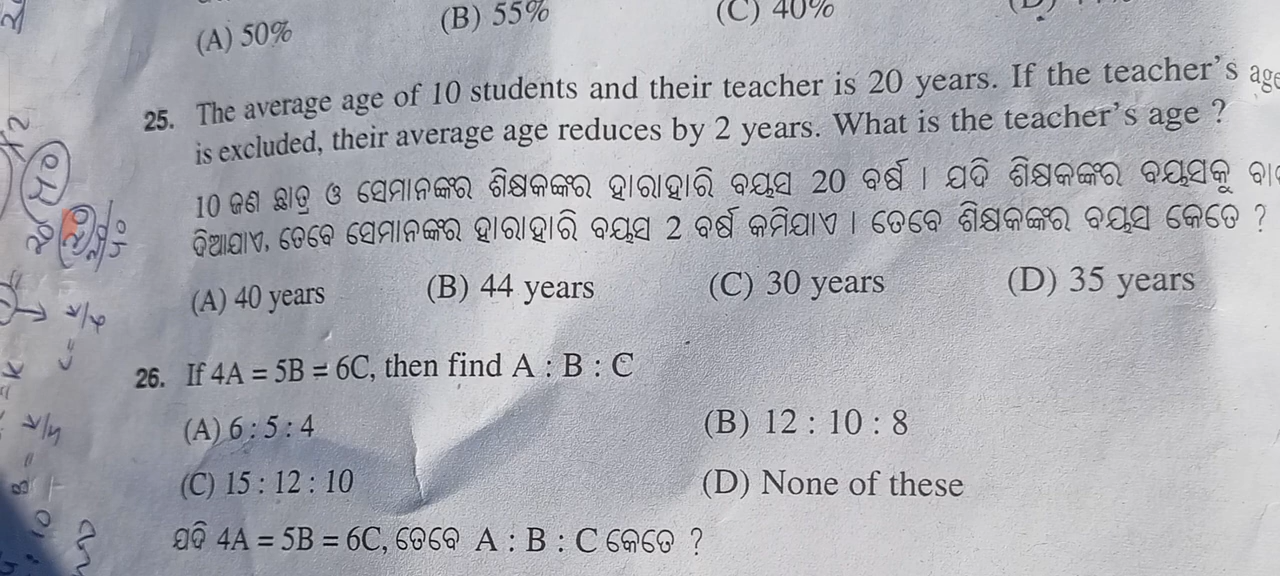 (A) 50% (B) 55% (C) 40%
25. The average age of 10 students and their teacher is 20 years. If the teacher's age
is excluded, their average age reduces by 2 years. What is the teacher's age ?
10 ଜଣ ଛାତ୍ର ଓ ସେମାନଙ୍କର ଶିକ୍ଷକଙ୍କର ହାରାହାରି ବୟସ 20 ବର୍ଷ । ଯଦି ଶିକ୍ଷକଙ୍କର ବୟସକୁ
ଦିଆଯାଏ, ତେବେ ସେମାନଙ୍କର ହାରାହାରି ବୟସ 2 ବର୍ଷ କମିଯାଏ । ତେବେ ଶିକ୍ଷକଙ୍କର ବୟସ କେତେ ?
(A) 40 years (B) 44 years (C) 30 years (D) 35 years
26. If 4A = 5B = 6C, then find A : B : C
(A) 6 : 5 : 4 (B) 12 : 10 : 8
(C) 15 : 12 : 10 (D) None of these
ଯଦି 4A = 5B = 6C, ତେବେ A : B : C କେତେ ?